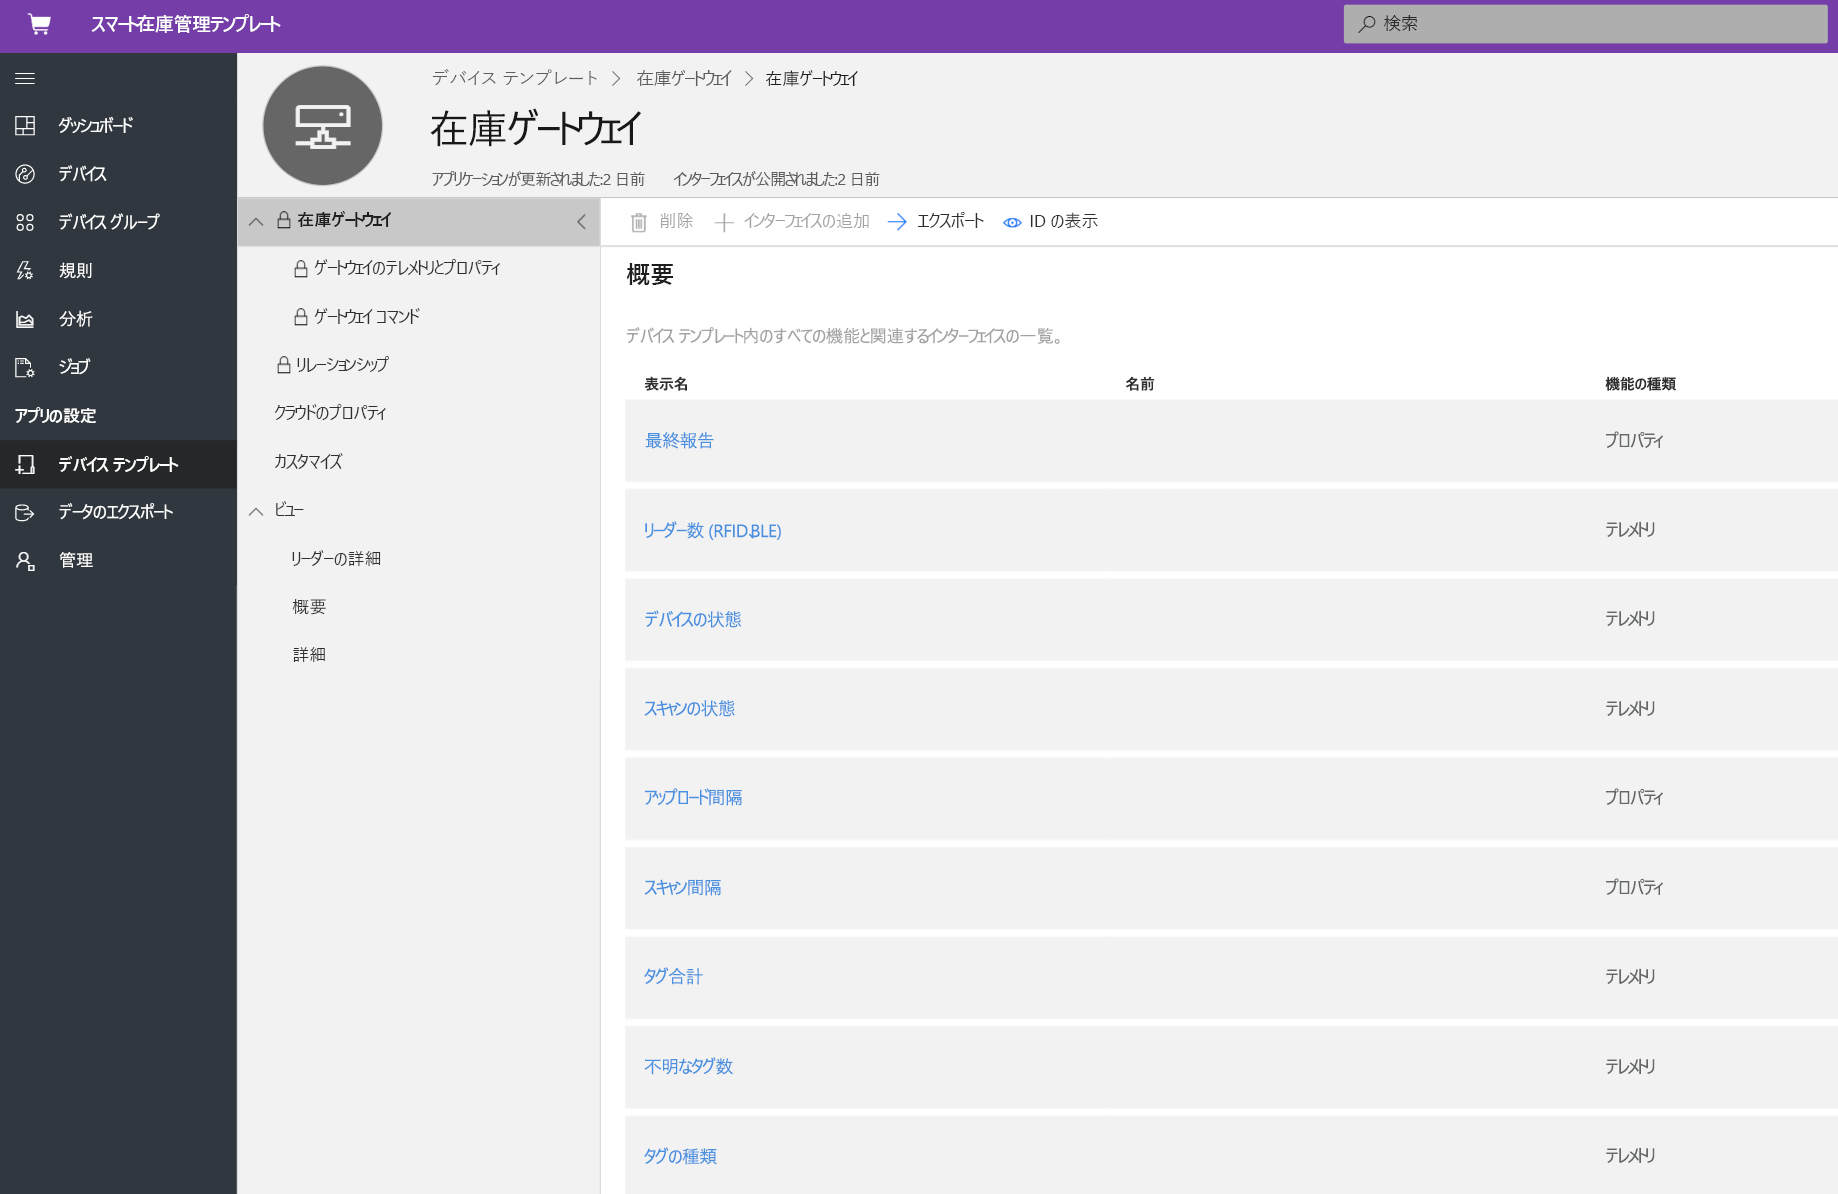 スマート在庫管理テンプレート
検索
ダッシュボード
デバイス
デバイス グループ
規則
分析
ジョブ
アプリの設定
デバイス テンプレート
データのエクスポート
管理
デバイス テンプレート > 在庫ゲートウェイ > 在庫ゲートウェイ
在庫ゲートウェイ
アプリケーションが更新されました:2 日前 インターフェイスが公開されました:2 日前
在庫ゲートウェイ
ゲートウェイのテレメトリとプロパティ
ゲートウェイ コマンド
リレーションシップ
クラウドのプロパティ
カスタマイズ
ビュー
リーダーの詳細
概要
詳細
削除 インターフェイスの追加 エクスポート ID の表示
概要
デバイス テンプレート内のすべての機能と関連するインターフェイスの一覧。
表示名 名前 機能の種類
最終報告 プロパティ
リーダー数 (RFID,BLE) テレメトリ
デバイスの状態 テレメトリ
スキャンの状態 テレメトリ
アップロード間隔 プロパティ
スキャン間隔 プロパティ
タグ合計 テレメトリ
不明なタグ数 テレメトリ
タグの種類 テレメトリ